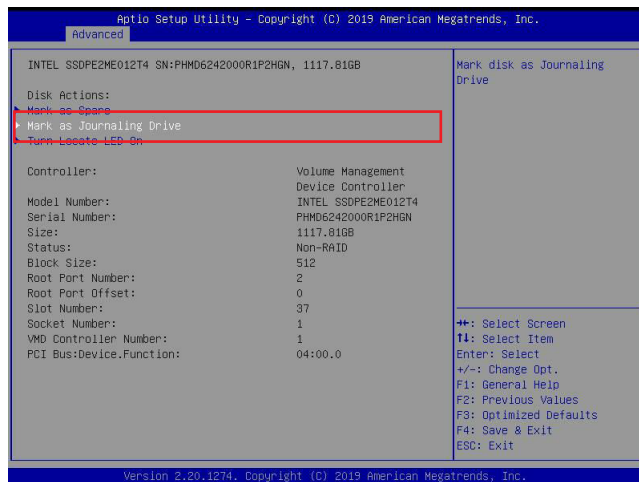 Aptio Setup Utility – Copyright (C) 2019 American Megatrends, Inc.
Advanced
INTEL SSDPE2ME012T4 SN:PHMD6242000R1P2HGN, 1117.81GB
Disk Actions:
Mark as Spare
Mark as Journaling Drive
Turn Locate LED On
Controller: Volume Management
Device Controller
Model Number: INTEL SSDPE2ME012T4
Serial Number: PHMD6242000R1P2HGN
Size: 1117.81GB
Status: Non-RAID
Block Size: 512
Root Port Number: 2
Root Port Offset: 0
Slot Number: 37
Socket Number: 1
VMD Controller Number: 1
PCI Bus:Device.Function: 04:00.0
Mark disk as Journaling
Drive
→←: Select Screen
↑↓: Select Item
Enter: Select
+/-: Change Opt.
F1: General Help
F2: Previous Values
F3: Optimized Defaults
F4: Save & Exit
ESC: Exit
Version 2.20.1274. Copyright (C) 2019 American Megatrends, Inc.